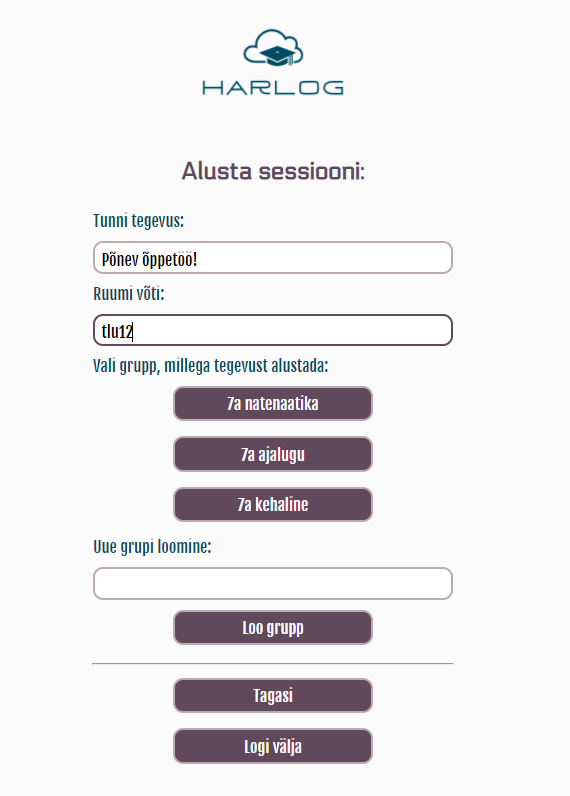 HARLOG
Alusta sessiooni:
Tunni tegevus:
Põnev õppetöö!
Ruumi võti:
tlu12
Vali grupp, millega tegevust alustada:
7a natenaatika
7a ajalugu
7a kehaline
Uue grupi loomine:
Loo grupp
Tagasi
Logi välja